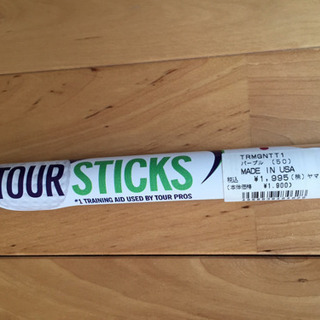 TOUR STICKS
*1 TRAINING AID USED BY TOUR PROS
TRMGNTT1
パープル (50)
MADE IN USA
税込 ¥1,995(株)ヤマ
(本体価格 ¥1,900)